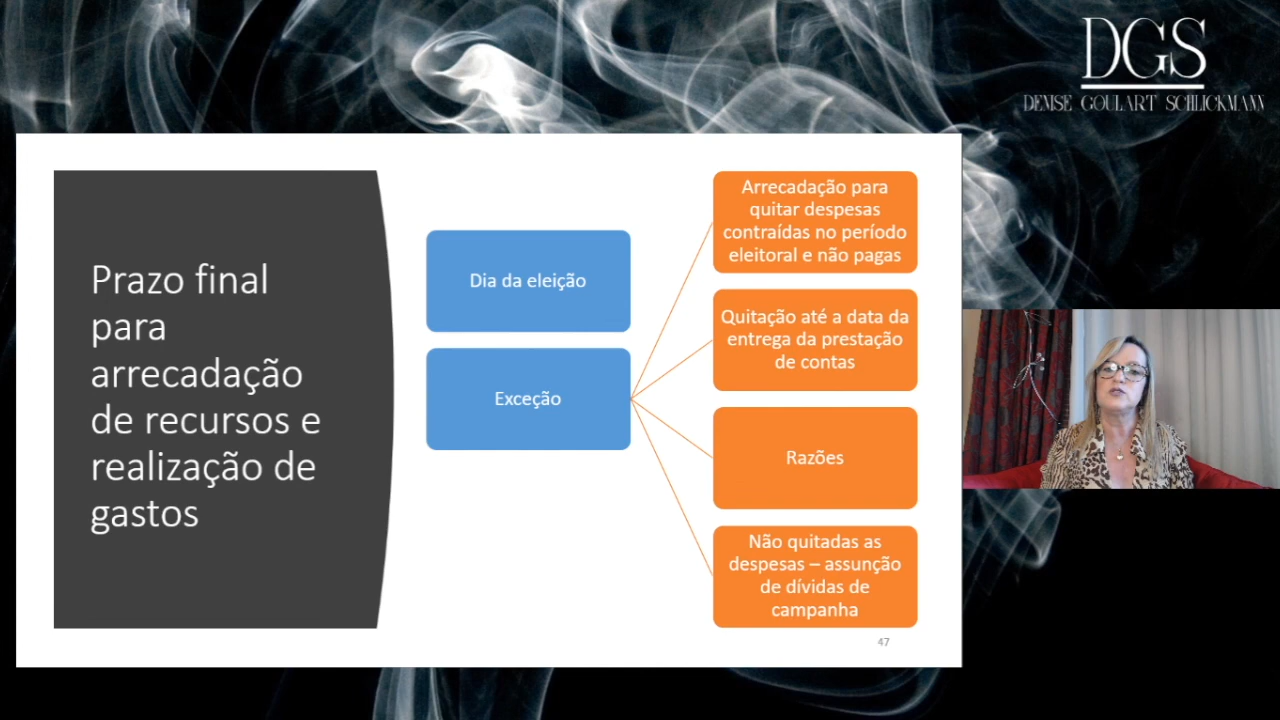 DGS
DENISE GOULART SCHLICKMANN
Prazo final
para
arrecadação
de recursos e
realização de
gastos
Dia da eleição
Exceção
Arrecadação para
quitar despesas
contraídas no período
eleitoral e não pagas
Quitação até a data da
entrega da prestação
de contas
Razões
Não quitadas as
despesas – assunção
de dívidas de
campanha
47